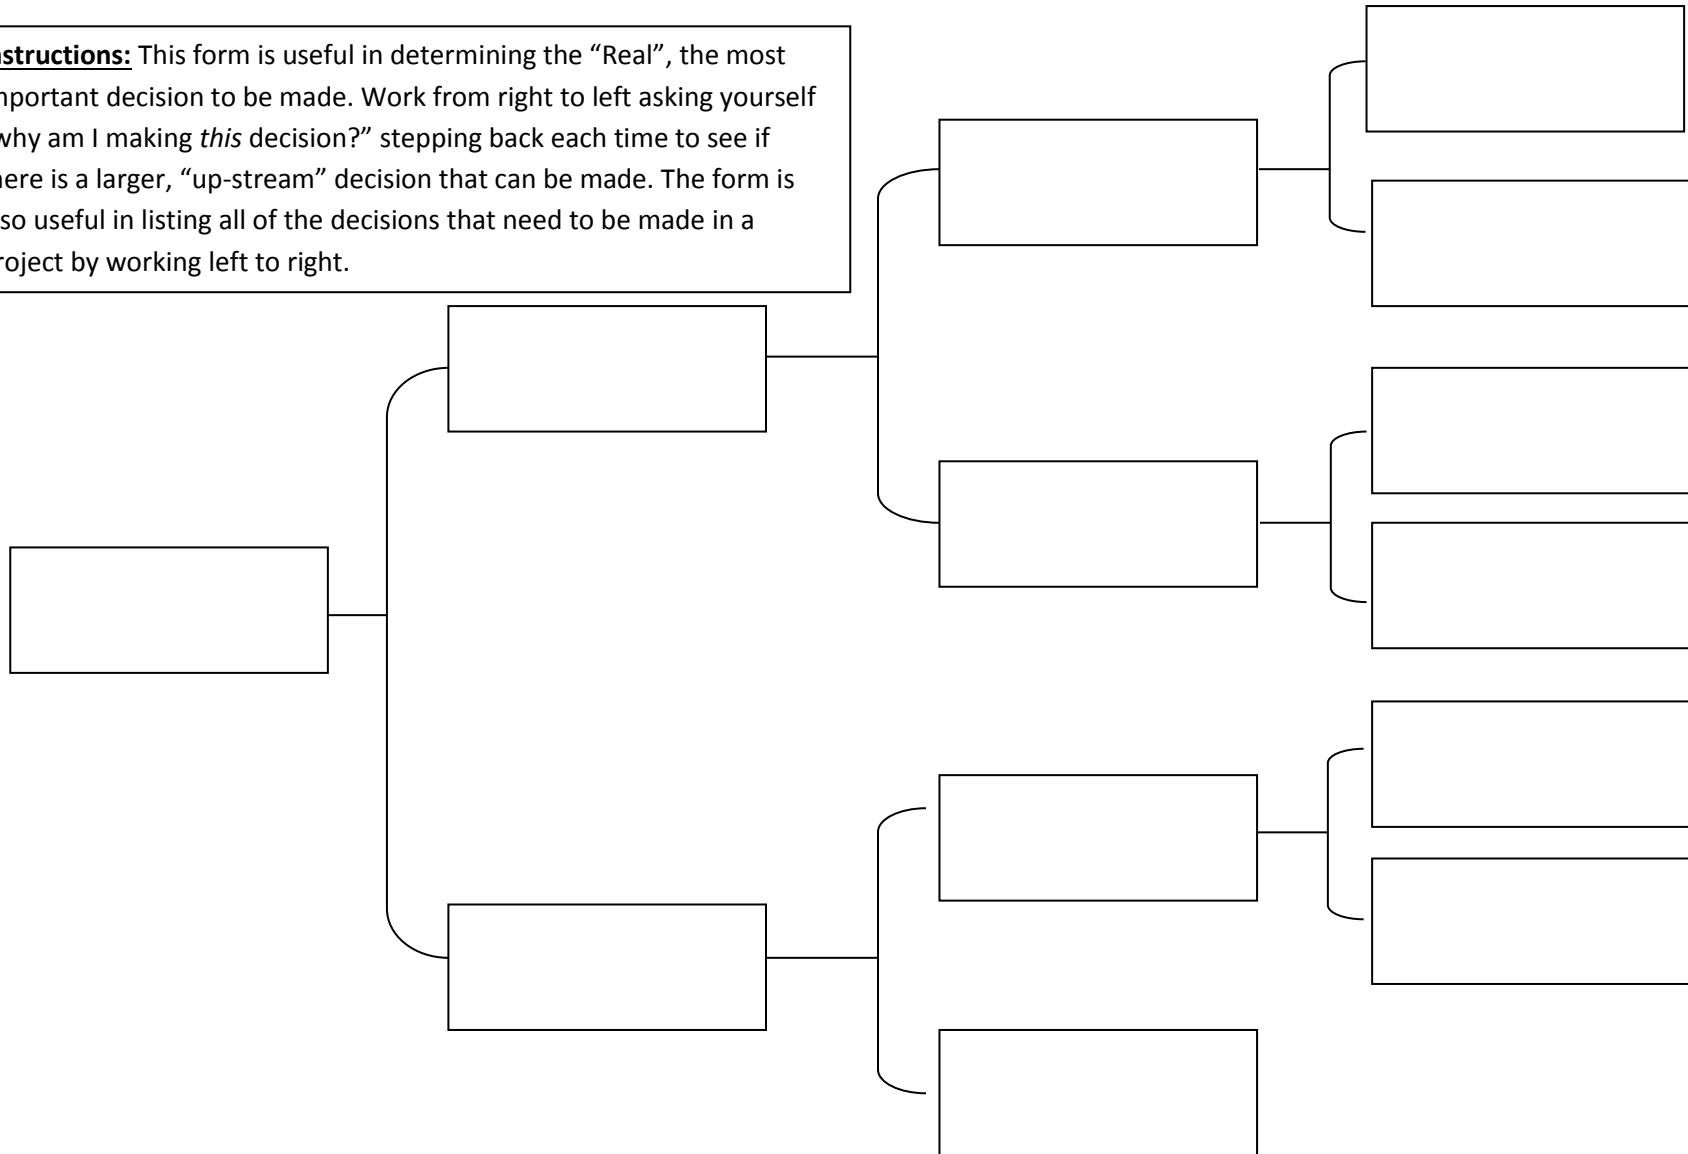 nstructions: This form is useful in determining the “Real”, the most
mportant decision to be made. Work from right to left asking yourself
why am I making this decision?” stepping back each time to see if
here is a larger, “up-stream” decision that can be made. The form is
so useful in listing all of the decisions that need to be made in a
roject by working left to right.